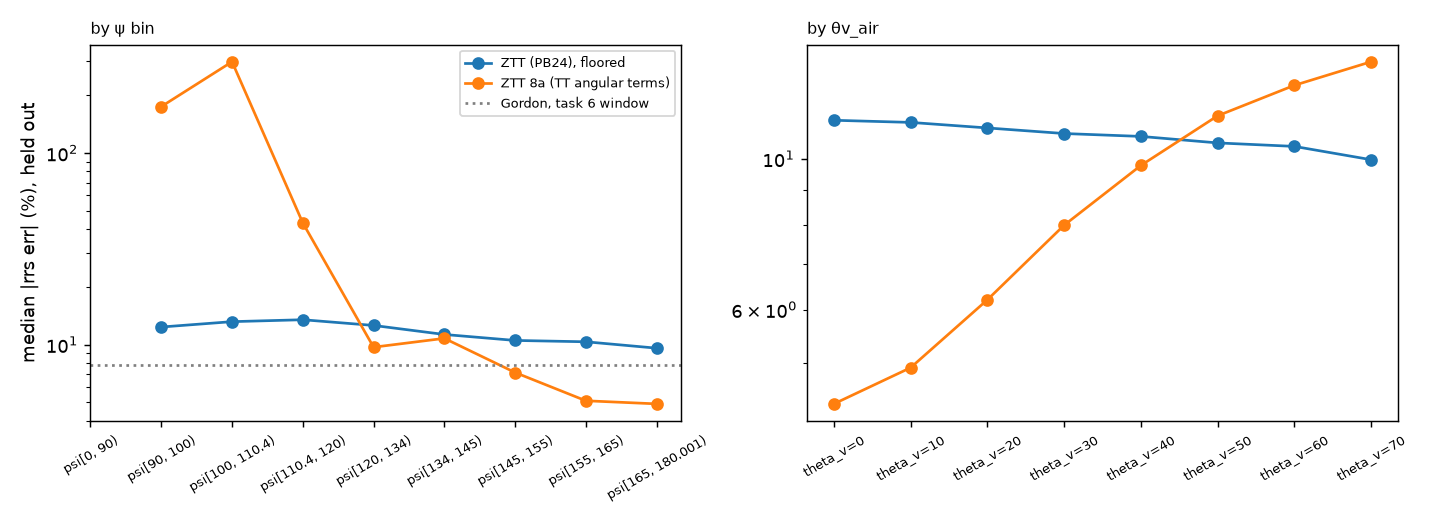 by ψ bin
median |rrs err| (%), held out
10²
10¹
ZTT (PB24), floored
ZTT 8a (TT angular terms)
Gordon, task 6 window
psi[0, 90)
psi[90, 100)
psi[100, 110.4)
psi[110.4, 120)
psi[120, 134)
psi[134, 145)
psi[145, 155)
psi[155, 165)
psi[165, 180.001)
by θv_air
10¹
6 × 10⁰
theta_v=0
theta_v=10
theta_v=20
theta_v=30
theta_v=40
theta_v=50
theta_v=60
theta_v=70